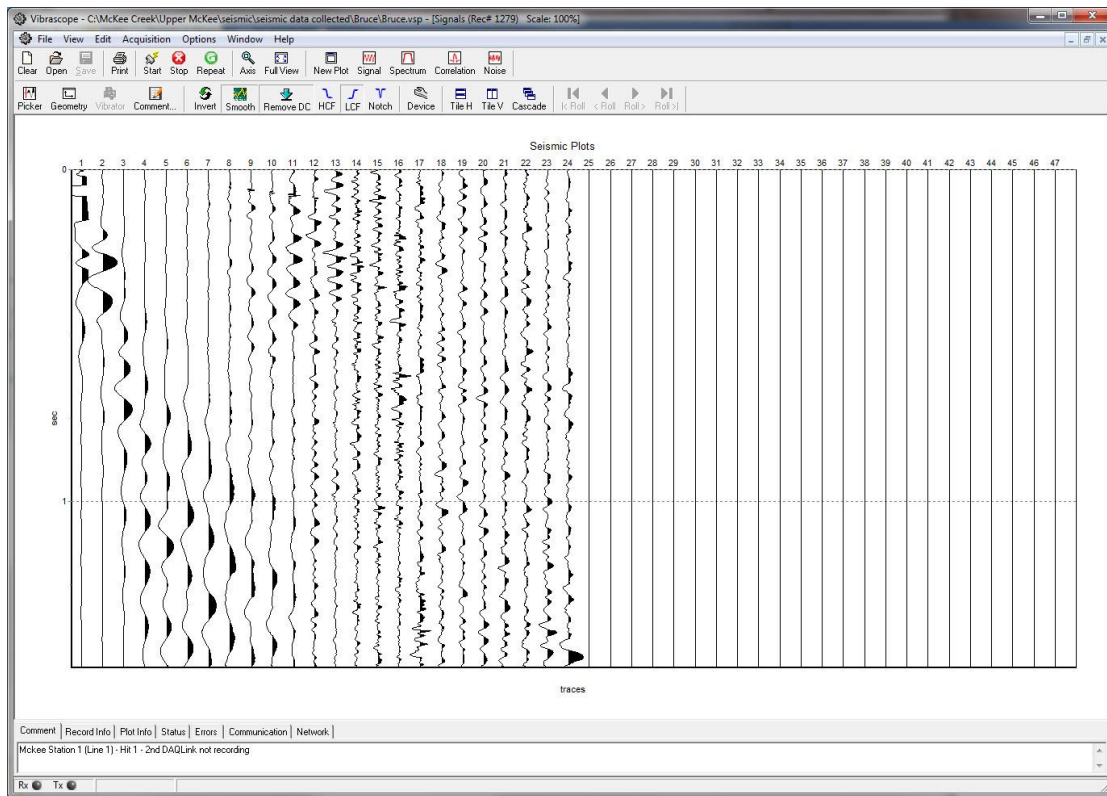 Vibrascope - C:\McKee Creek\Upper McKee\seismic\seismic data collected\Bruce\Bruce.vsp - [Signals (Rec# 1279) Scale: 100%]
File View Edit Acquisition Options Window Help
Clear Open Save Print Start Stop Repeat Axis Full View New Plot Signal Spectrum Correlation Noise
Picker Geometry Vibrator Comment... Invert Smooth Remove DC HCF LCF Notch Device Tile H Tile V Cascade |< Roll < Roll Roll > Roll >|
Seismic Plots
1 2 3 4 5 6 7 8 9 10 11 12 13 14 15 16 17 18 19 20 21 22 23 24 25 26 27 28 29 30 31 32 33 34 35 36 37 38 39 40 41 42 43 44 45 46 47
0
sec
1
traces
Comment Record Info Plot Info Status Errors Communication Network
Mckee Station 1 (Line 1) - Hit 1 - 2nd DAQLink not recording
Rx Tx